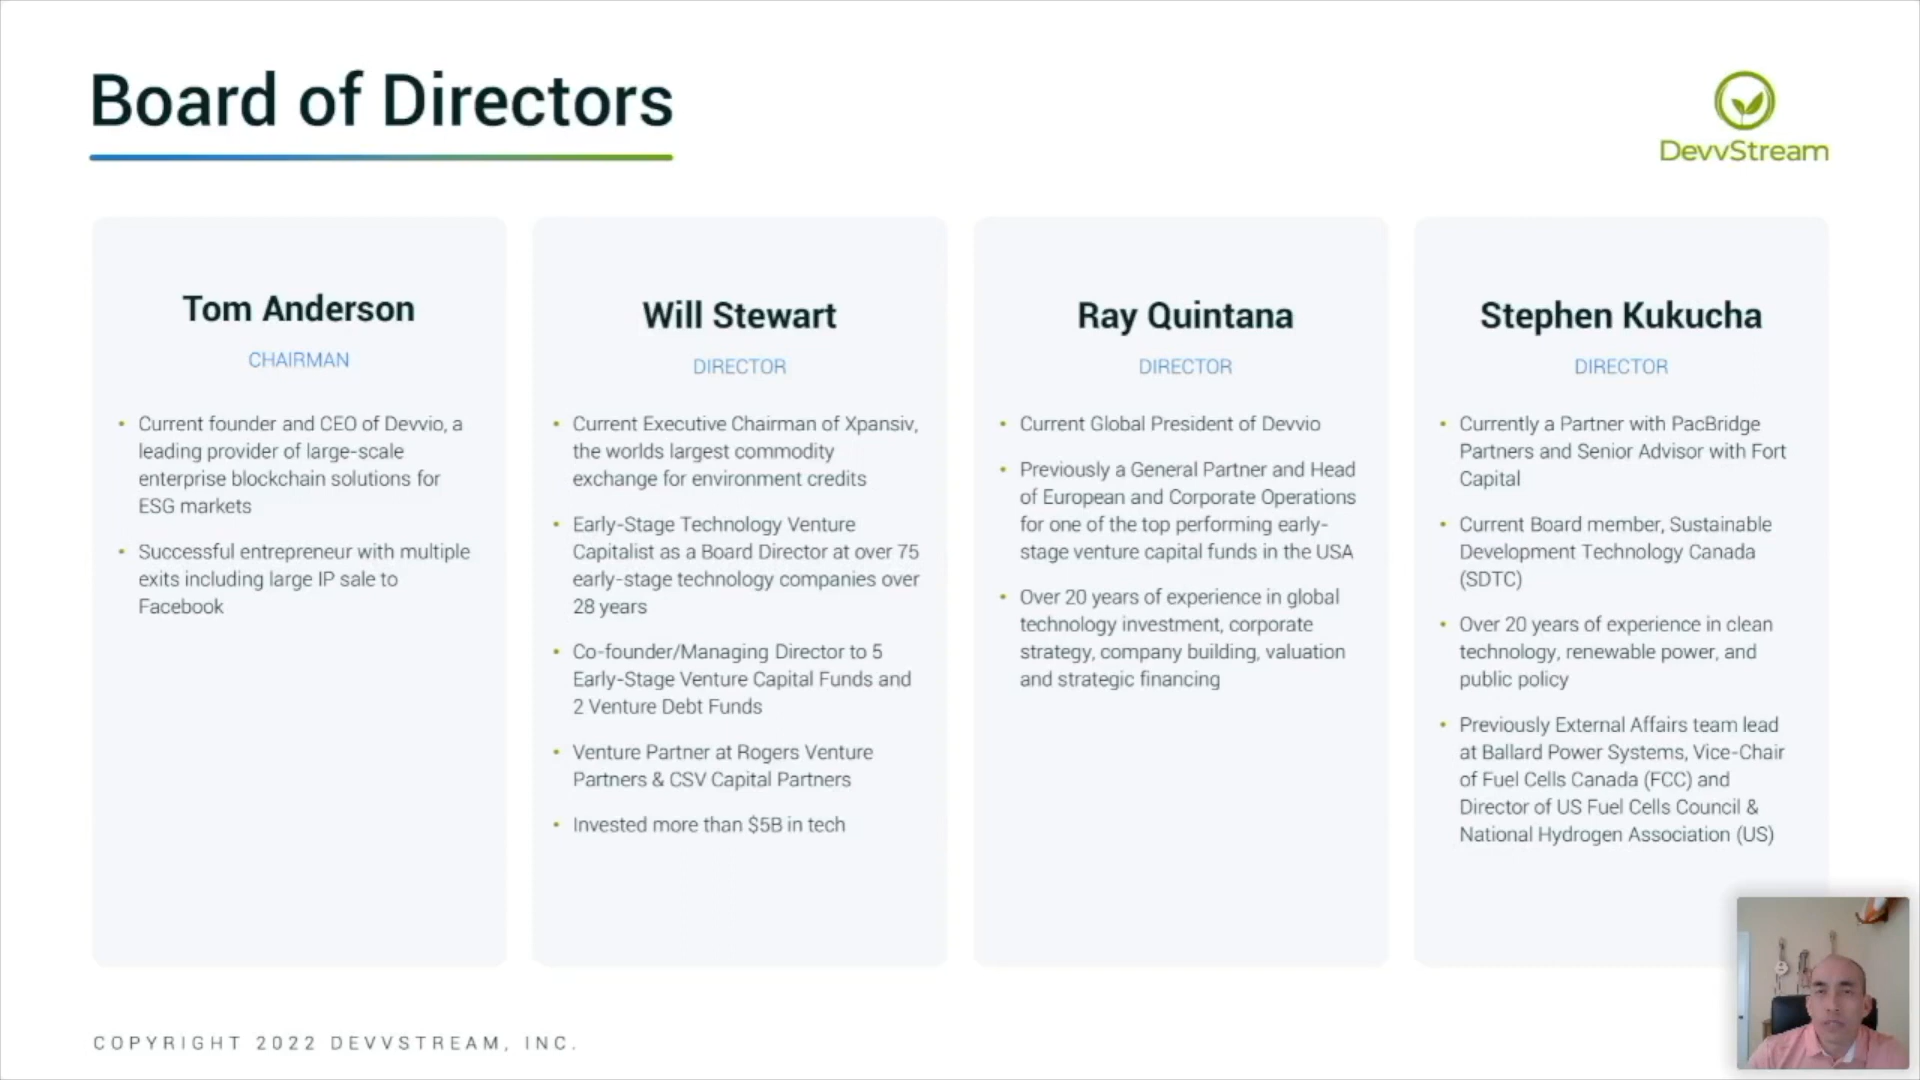 Board of Directors
DevvStream
Tom Anderson
CHAIRMAN
• Current founder and CEO of Devvio, a
leading provider of large-scale
enterprise blockchain solutions for
ESG markets
• Successful entrepreneur with multiple
exits including large IP sale to
Facebook
Will Stewart
DIRECTOR
• Current Executive Chairman of Xpansiv,
the worlds largest commodity
exchange for environment credits
• Early-Stage Technology Venture
Capitalist as a Board Director at over 75
early-stage technology companies over
28 years
• Co-founder/Managing Director to 5
Early-Stage Venture Capital Funds and
2 Venture Debt Funds
• Venture Partner at Rogers Venture
Partners & CSV Capital Partners
• Invested more than $5B in tech
Ray Quintana
DIRECTOR
• Current Global President of Devvio
• Previously a General Partner and Head
of European and Corporate Operations
for one of the top performing early-
stage venture capital funds in the USA
• Over 20 years of experience in global
technology investment, corporate
strategy, company building, valuation
and strategic financing
Stephen Kukucha
DIRECTOR
• Currently a Partner with PacBridge
Partners and Senior Advisor with Fort
Capital
• Current Board member, Sustainable
Development Technology Canada
(SDTC)
• Over 20 years of experience in clean
technology, renewable power, and
public policy
• Previously External Affairs team lead
at Ballard Power Systems, Vice-Chair
of Fuel Cells Canada (FCC) and
Director of US Fuel Cells Council &
National Hydrogen Association (US)
COPYRIGHT 2022 DEVVSTREAM, INC.